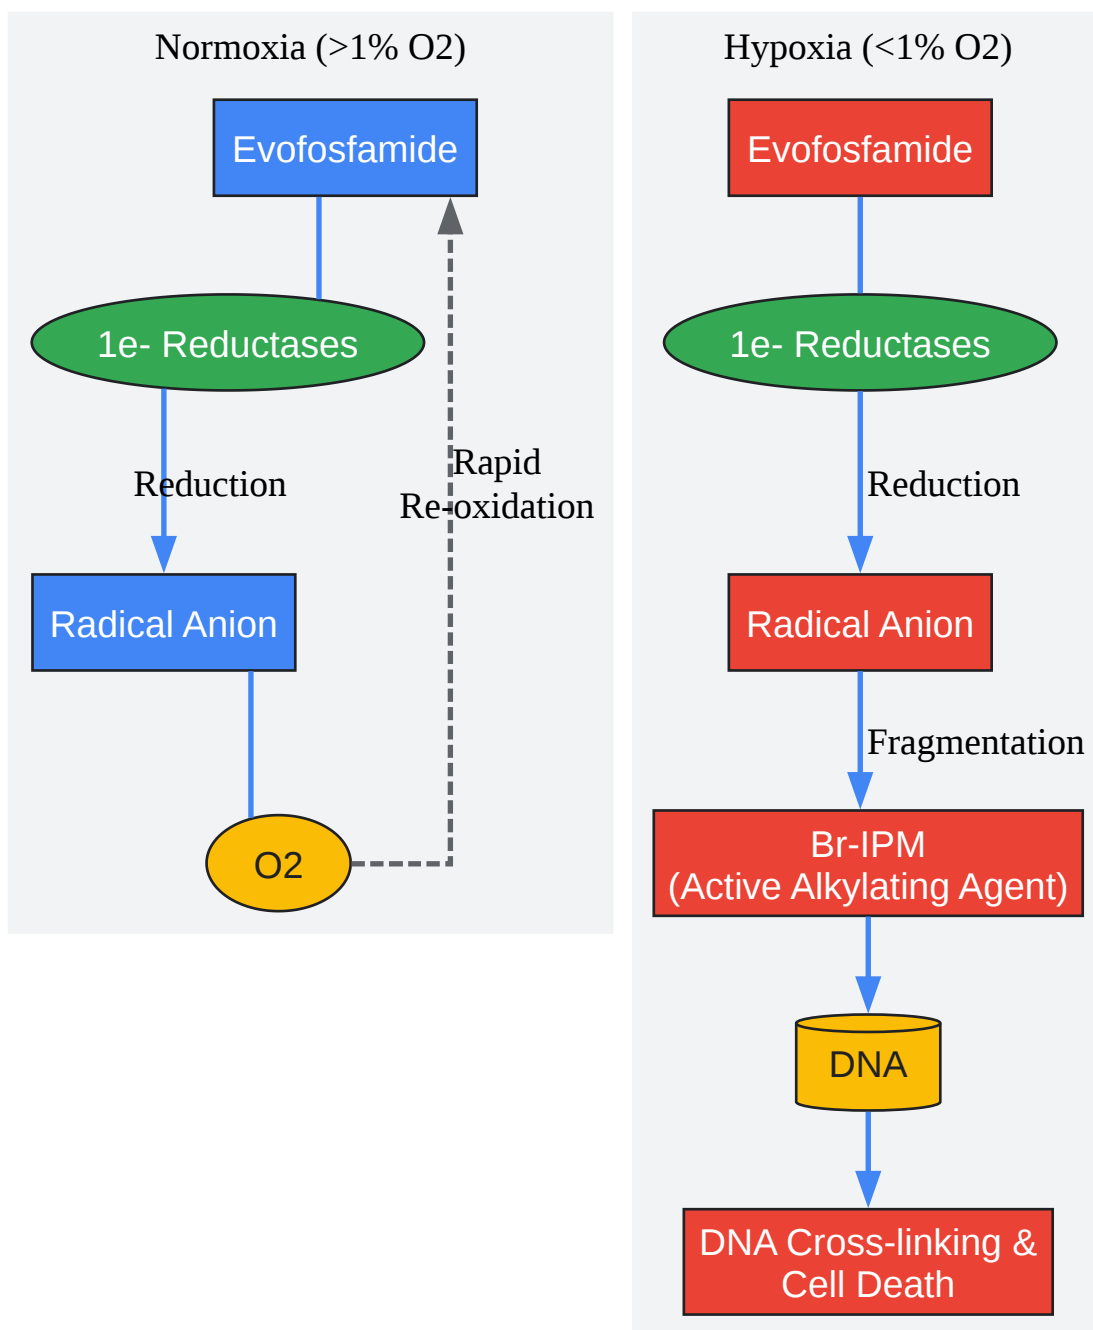 Normoxia (>1% O2)
Evofosfamide
1e- Reductases
Reduction
Rapid
Re-oxidation
Radical Anion
O2
Hypoxia (<1% O2)
Evofosfamide
1e- Reductases
Reduction
Radical Anion
Fragmentation
Br-IPM
(Active Alkylating Agent)
DNA
DNA Cross-linking &
Cell Death